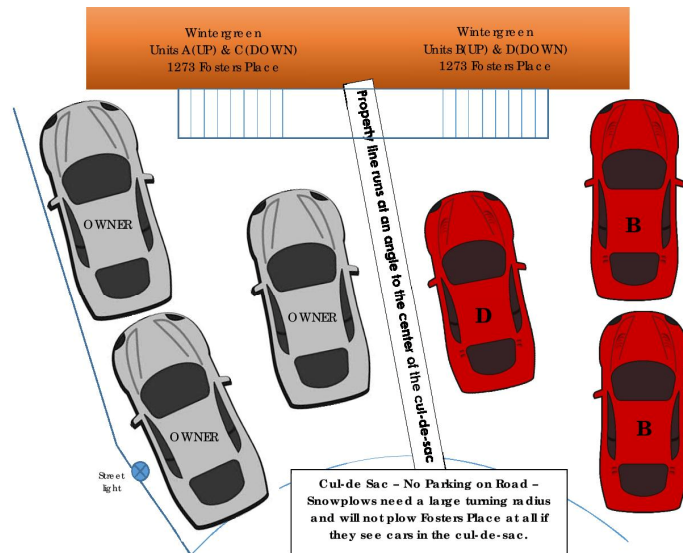 Wintergreen
Units A(UP) & C(DOWN)
1273 Fosters Place
Wintergreen
Units B(UP) & D(DOWN)
1273 Fosters Place
Property line runs at an angle to the center of the cul-de-sac
OWNER
OWNER
OWNER
D
B
B
Street
light
Cul-de Sac – No Parking on Road –
Snowplows need a large turning radius
and will not plow Fosters Place at all if
they see cars in the cul-de-sac.